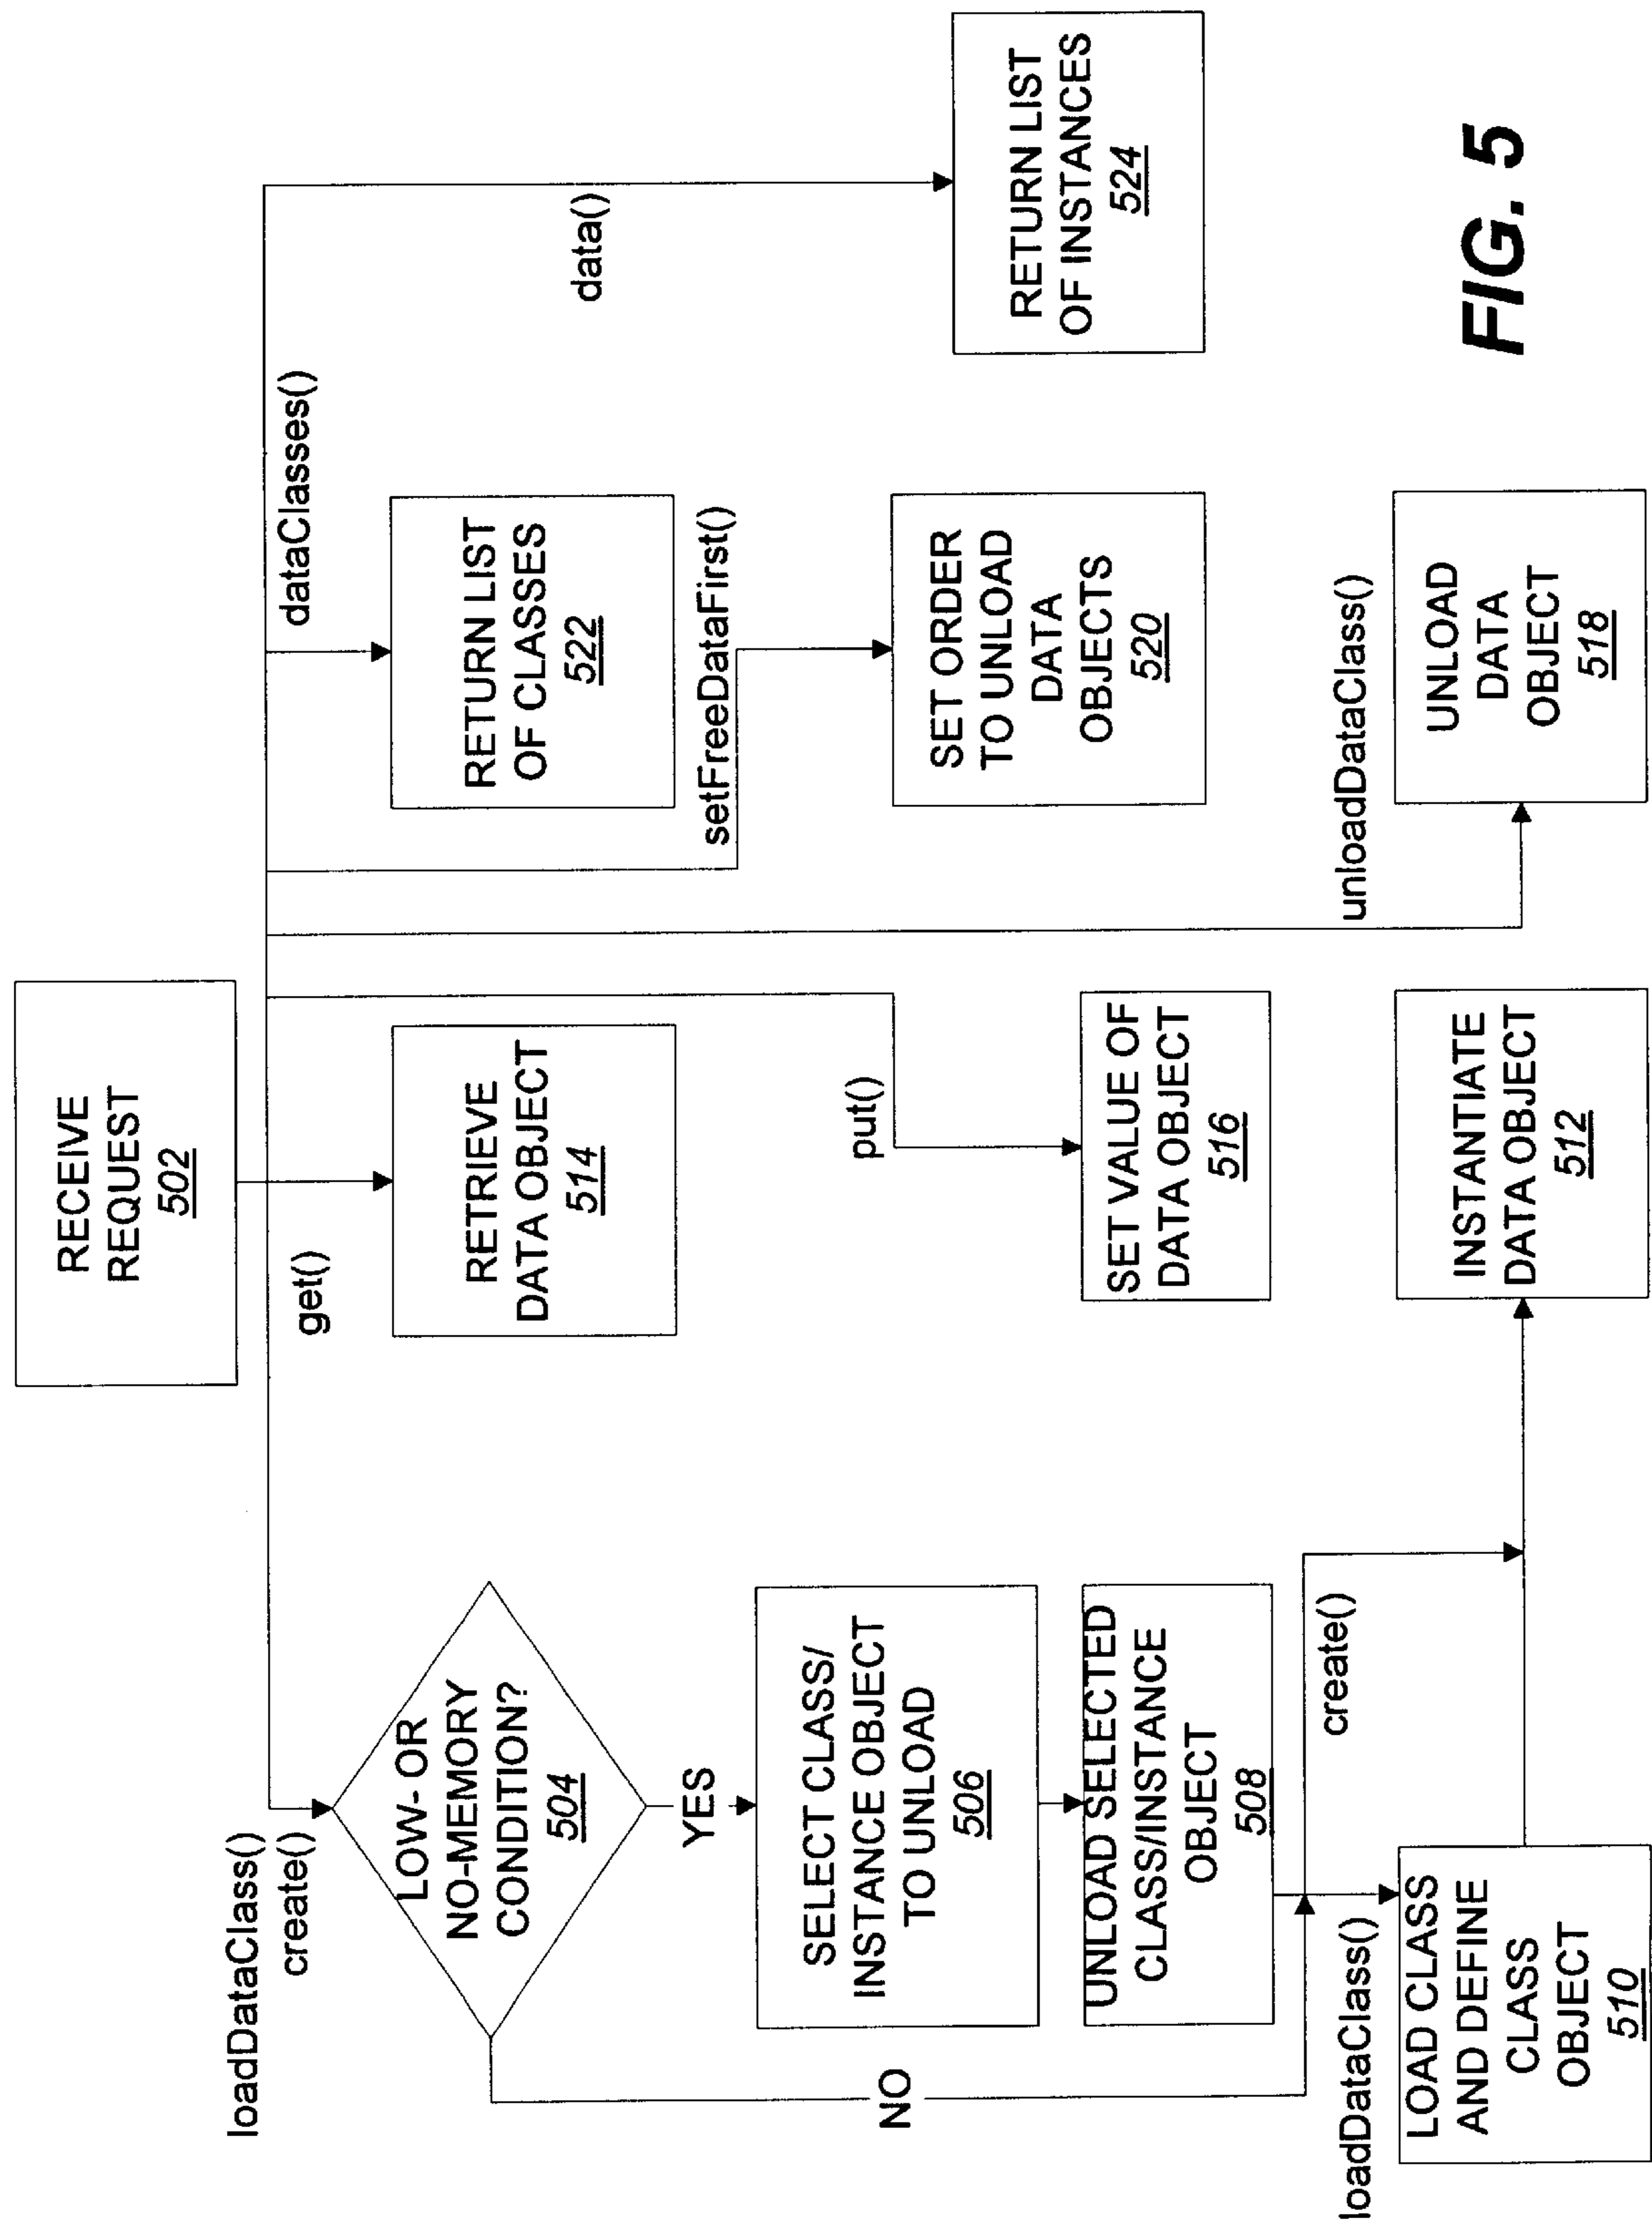 RECEIVE
REQUEST
502
loadDataClass()
create()
get()
dataClasses()
LOW- OR
NO-MEMORY
CONDITION?
504
RETRIEVE
DATA OBJECT
514
RETURN LIST
OF CLASSES
522
data()
YES
setFreeDataFirst()
SELECT CLASS/
INSTANCE OBJECT
TO UNLOAD
506
put()
SET ORDER
TO UNLOAD
DATA
OBJECTS
520
RETURN LIST
OF INSTANCES
524
NO
UNLOAD SELECTED
CLASS/INSTANCE
OBJECT
508
SET VALUE OF
DATA OBJECT
516
loadDataClass()
create()
unloadDataClass()
LOAD CLASS
AND DEFINE
CLASS
OBJECT
510
INSTANTIATE
DATA OBJECT
512
UNLOAD
DATA
OBJECT
518
FIG. 5